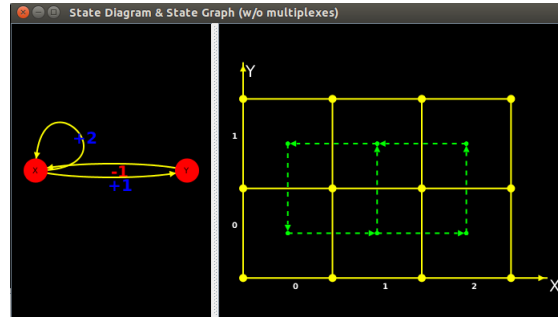 State Diagram & State Graph (w/o multiplexes)
+2
X
Y
-1
+1
Y
1
0
0 1 2
X